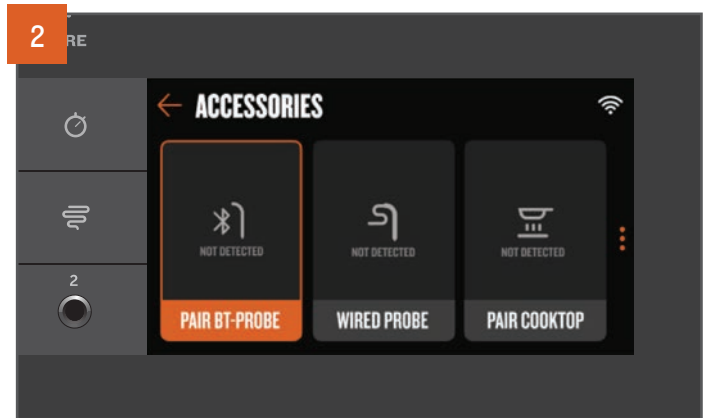 2
RE
ACCESSORIES
NOT DETECTED
NOT DETECTED
NOT DETECTED
2
PAIR BT-PROBE
WIRED PROBE
PAIR COOKTOP